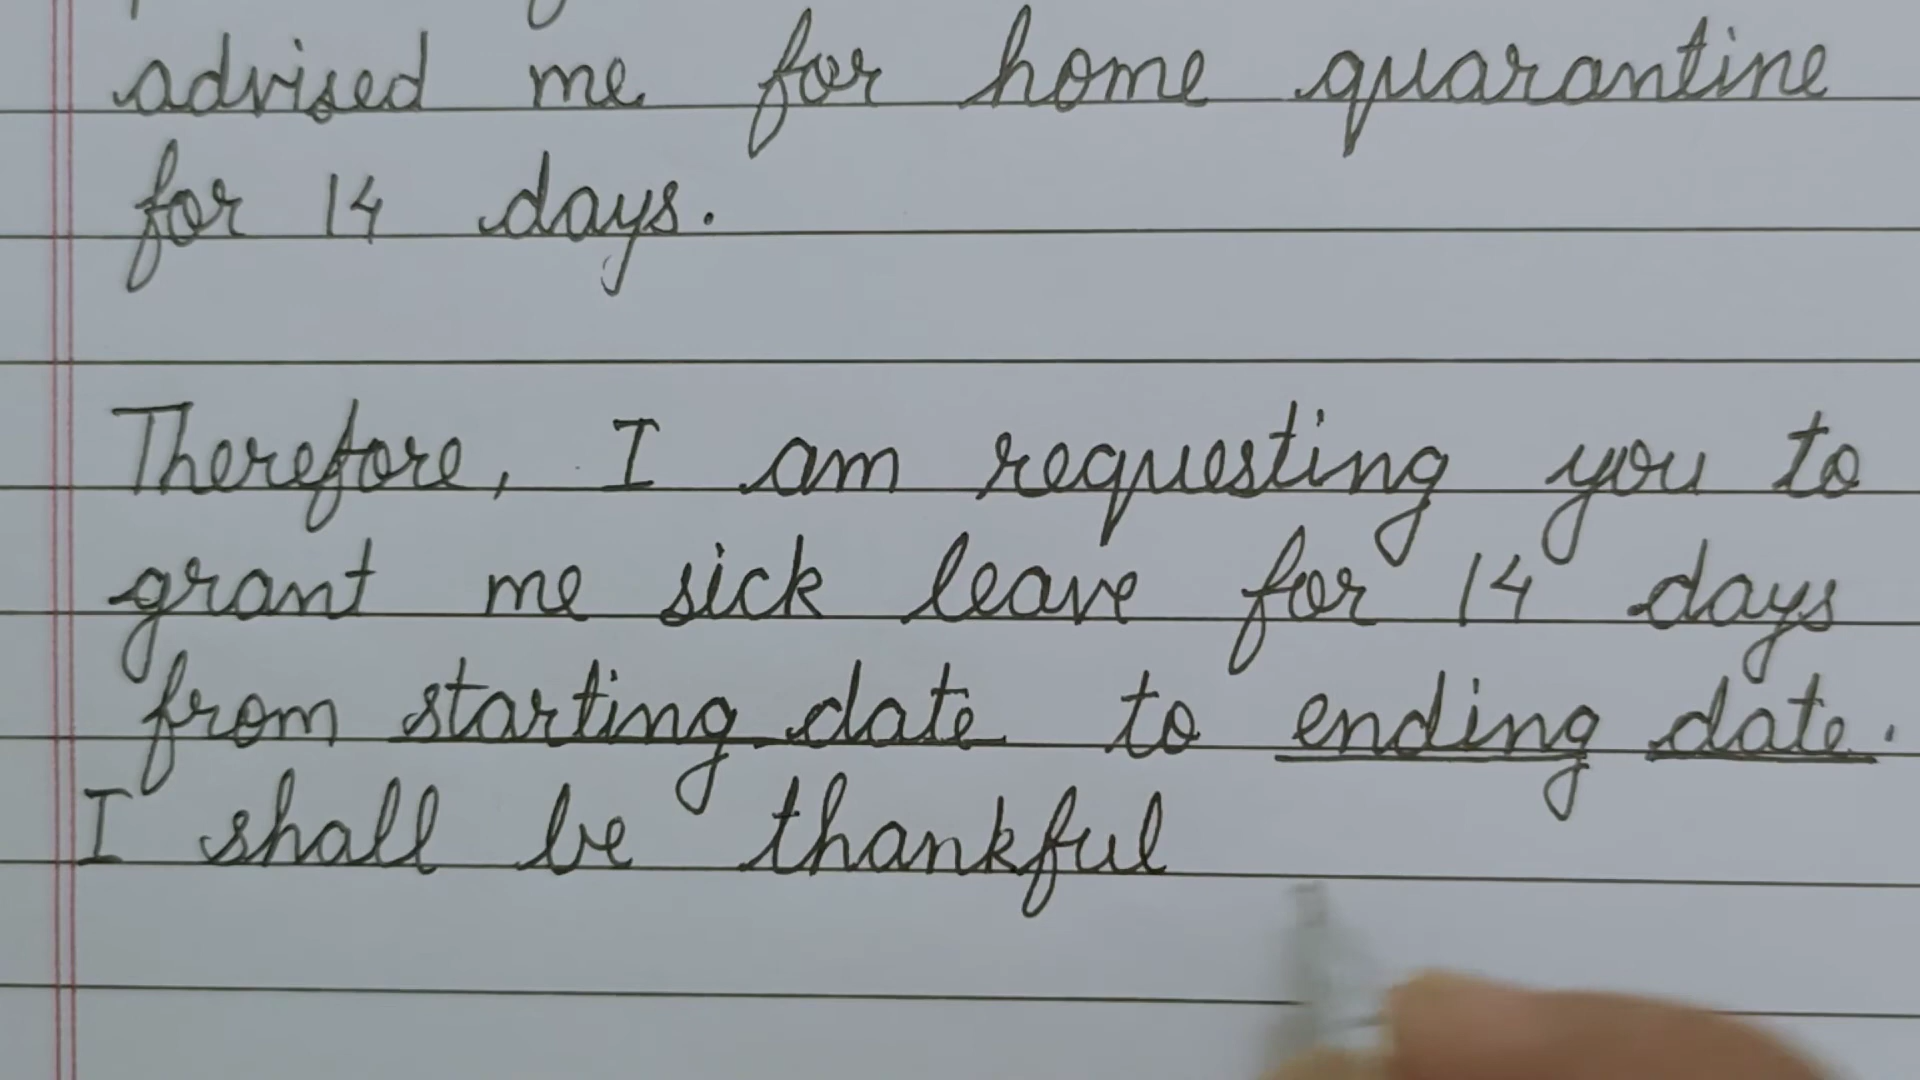 advised me for home quarantine
for 14 days.
Therefore, I am requesting you to
grant me sick leave for 14 days
from starting date to ending date.
I shall be thankful